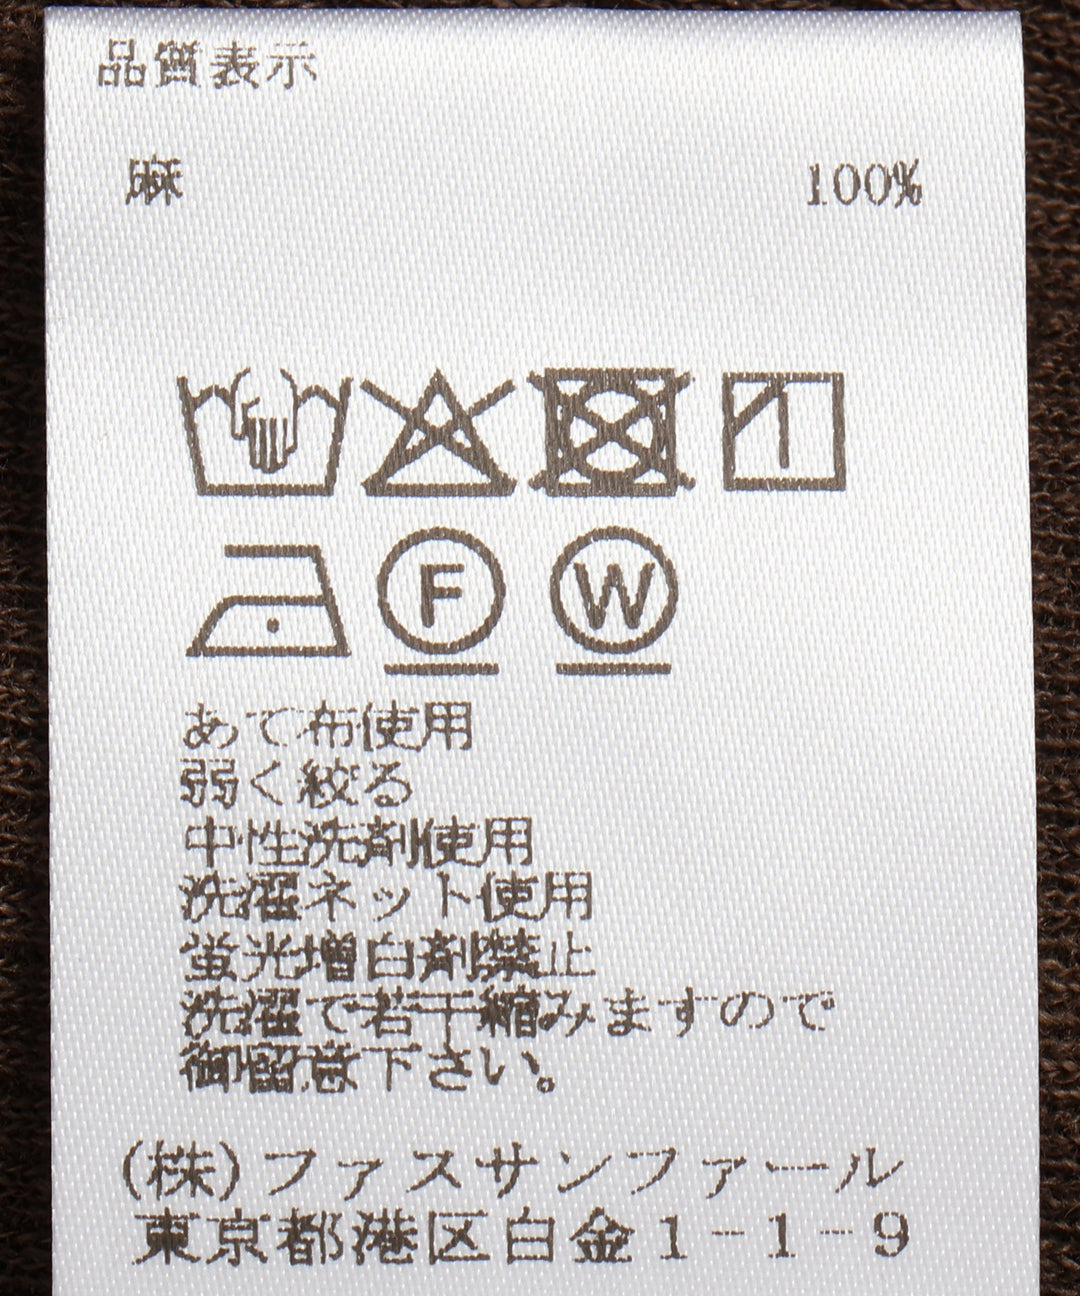 品質表示
麻 100%
F W
あて布使用
弱く絞る
中性洗剤使用
洗濯ネット使用
蛍光増白剤禁止
洗濯で若干縮みますので
御留意下さい。
(株)ファスサンファール
東京都港区白金1-1-9